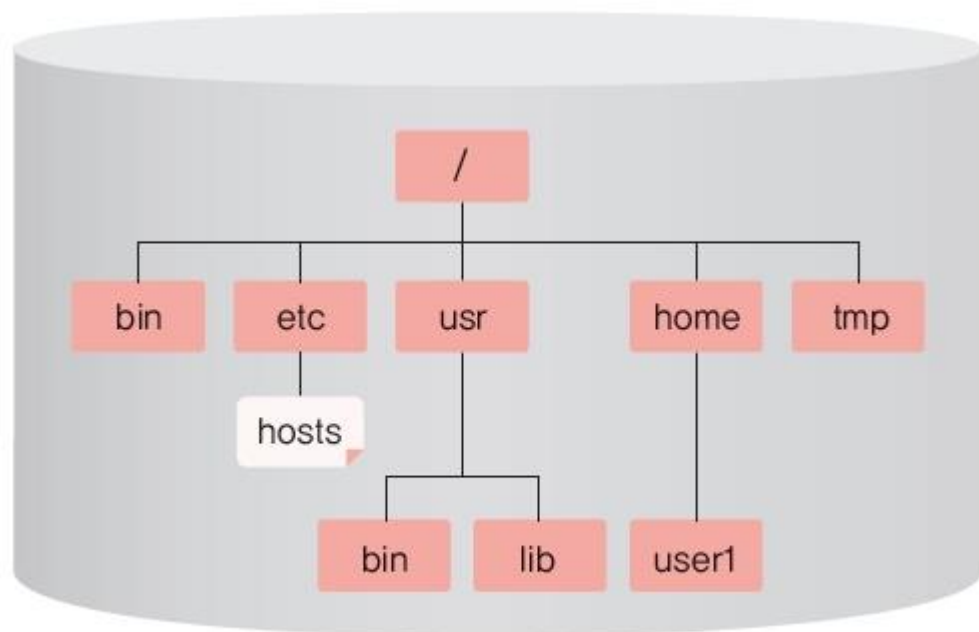 /
bin etc usr home tmp
hosts
bin lib user1